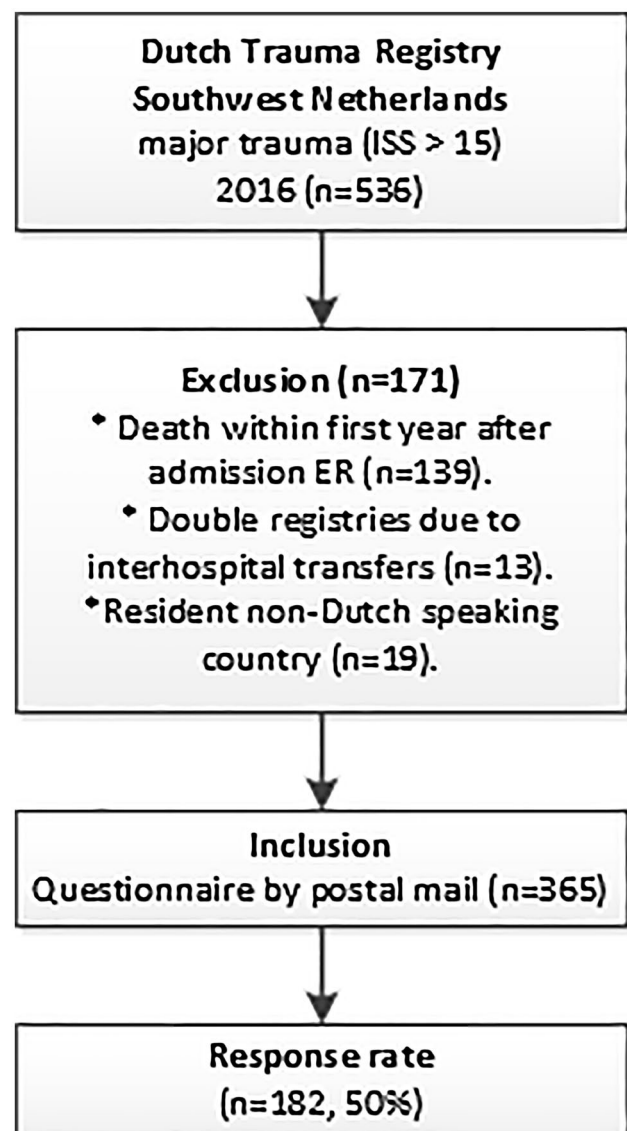 Dutch Trauma Registry
Southwest Netherlands
major trauma (ISS > 15)
2016 (n=536)
Exclusion (n=171)
* Death within first year after
admission ER (n=139).
* Double registries due to
interhospital transfers (n=13).
*Resident non-Dutch speaking
country (n=19).
Inclusion
Questionnaire by postal mail (n=365)
Response rate
(n=182, 50%)